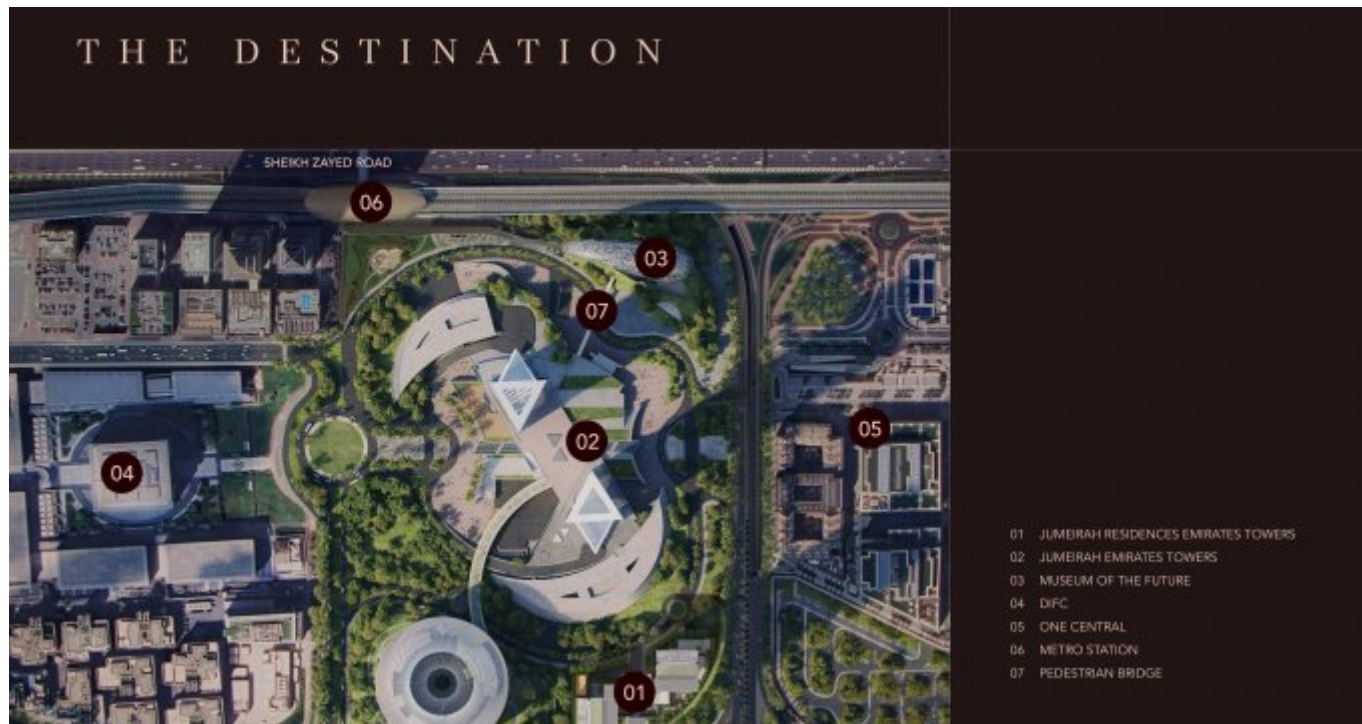 THE DESTINATION
SHEIKH ZAYED ROAD
06
03
07
05
02
04
01
01 JUMEIRAH RESIDENCES EMIRATES TOWERS
02 JUMEIRAH EMIRATES TOWERS
03 MUSEUM OF THE FUTURE
04 DIFC
05 ONE CENTRAL
06 METRO STATION
07 PEDESTRIAN BRIDGE